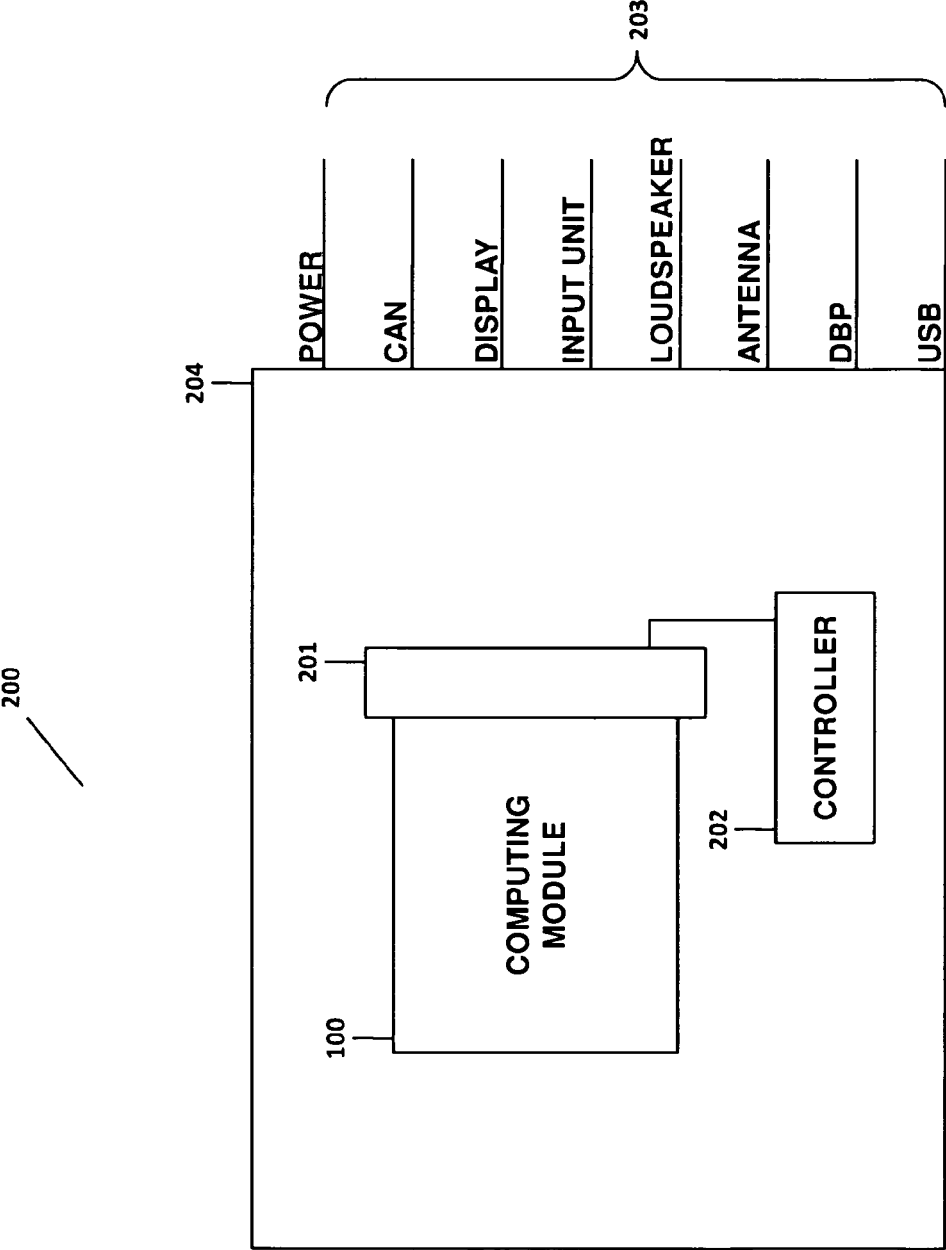 200
204
203
POWER
CAN
DISPLAY
INPUT UNIT
LOUDSPEAKER
ANTENNA
DBP
USB
201
100
COMPUTING
MODULE
202
CONTROLLER